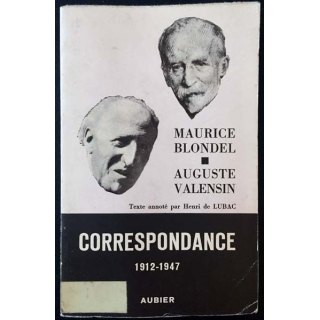 MAURICE
BLONDEL
AUGUSTE
VALENSIN
Texte annoté par Henri de LUBAC
CORRESPONDANCE
1912-1947
AUBIER